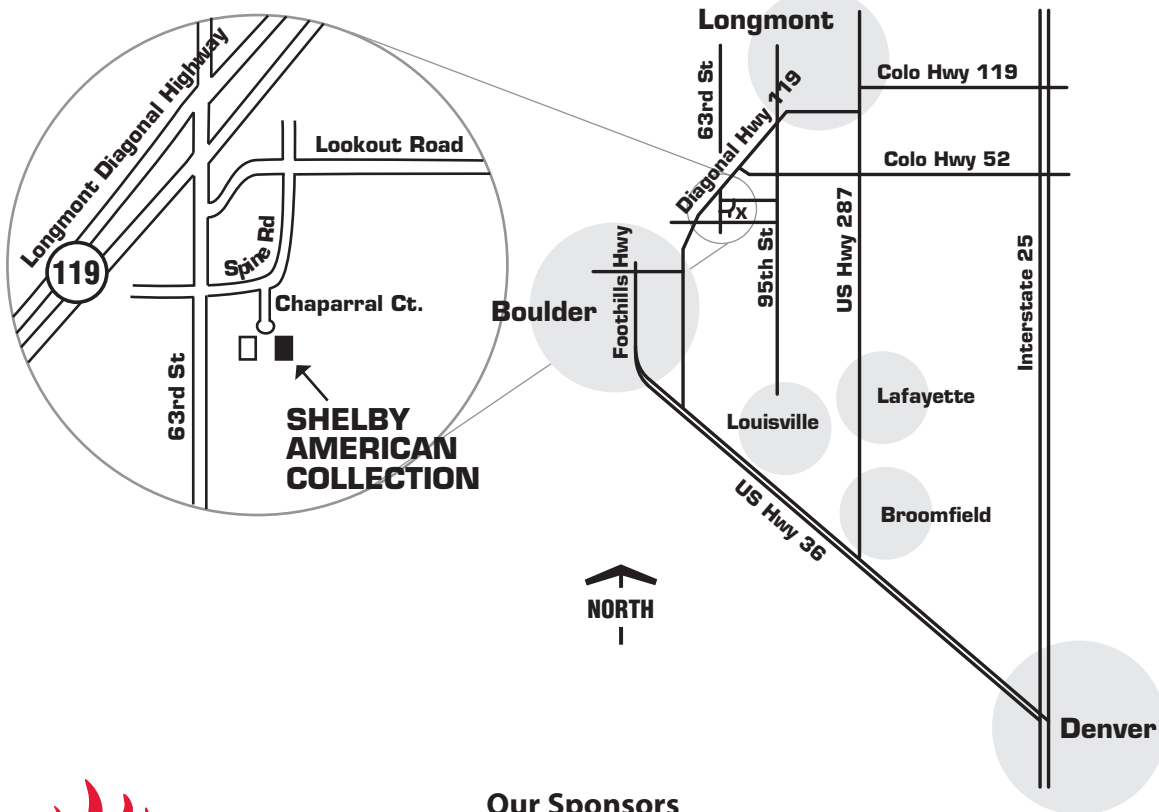 Longmont Diagonal Highway
119
Lookout Road
Spine Rd
Chaparral Ct.
63rd St
SHELBY
AMERICAN
COLLECTION
Longmont
63rd St
Diagonal Hwy 119
Colo Hwy 119
Colo Hwy 52
X
95th St
US Hwy 287
Interstate 25
Foothills Hwy
Boulder
Louisville
Lafayette
Broomfield
US Hwy 36
NORTH
Denver
Our Sponsors